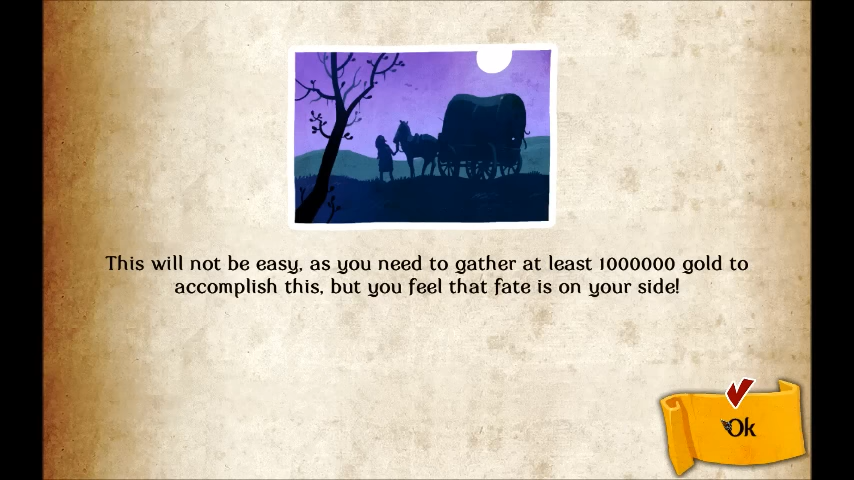 This will not be easy, as you need to gather at least 1000000 gold to
accomplish this, but you feel that fate is on your side!
Ok